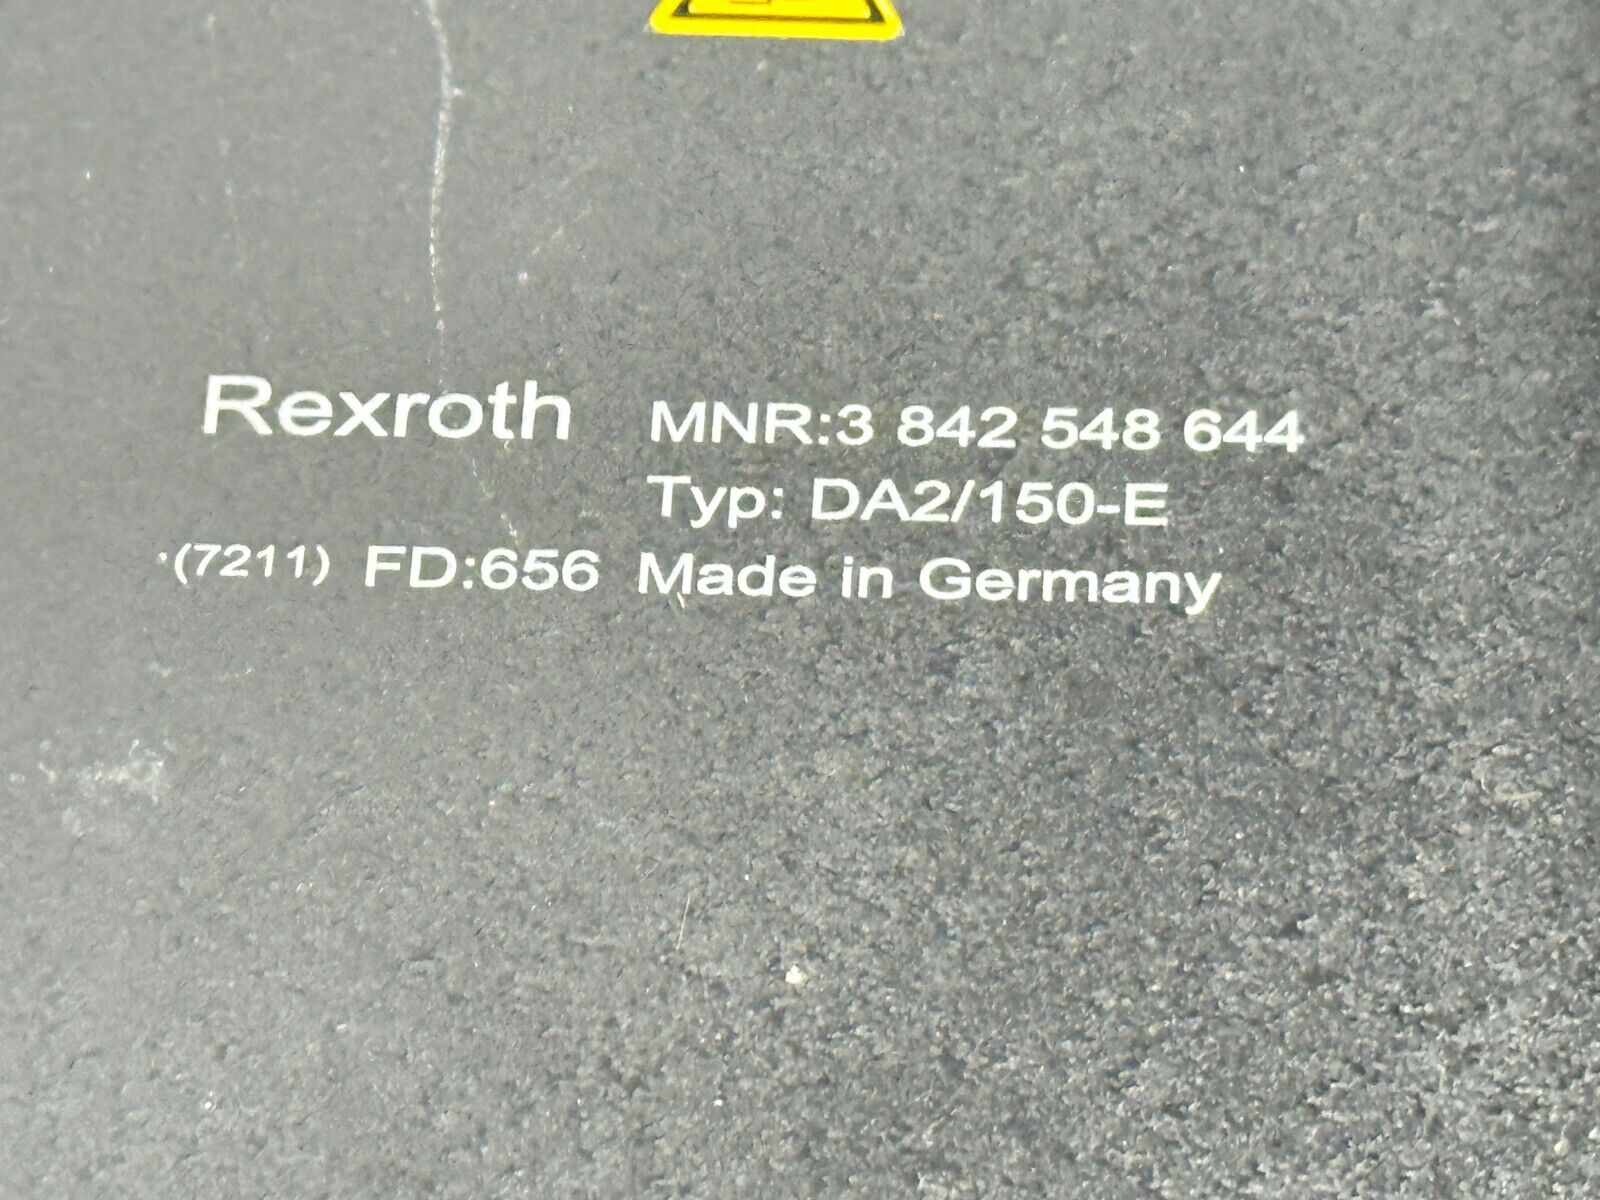 Rexroth MNR:3 842 548 644
Typ: DA2/150-E
(7211) FD:656 Made in Germany